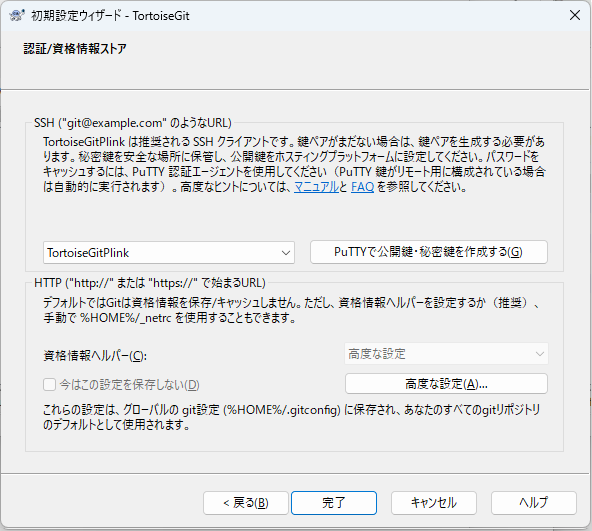 初期設定ウィザード - TortoiseGit
認証/資格情報ストア
SSH ("git@example.com" のようなURL)
TortoiseGitPlink は推奨される SSH クライアントです。鍵ペアがまだない場合は、鍵ペアを生成する必要があ
ります。秘密鍵を安全な場所に保管し、公開鍵をホスティングプラットフォームに設定してください。パスワードを
キャッシュするには、PuTTY 認証エージェントを使用してください（PuTTY 鍵がリモート用に構成されている場合
は自動的に実行されます）。高度なヒントについては、マニュアルと FAQ を参照してください。
TortoiseGitPlink
PuTTYで公開鍵・秘密鍵を作成する(G)
HTTP ("http://" または "https://" で始まるURL)
デフォルトではGitは資格情報を保存/キャッシュしません。ただし、資格情報ヘルパーを設定するか（推奨）、
手動で %HOME%/_netrc を使用することもできます。
資格情報ヘルパー(C):
高度な設定
今はこの設定を保存しない(D)
高度な設定(A)...
これらの設定は、グローバルの git設定 (%HOME%/.gitconfig) に保存され、あなたのすべてのgitリポジトリ
のデフォルトとして使用されます。
< 戻る(B)
完了
キャンセル
ヘルプ